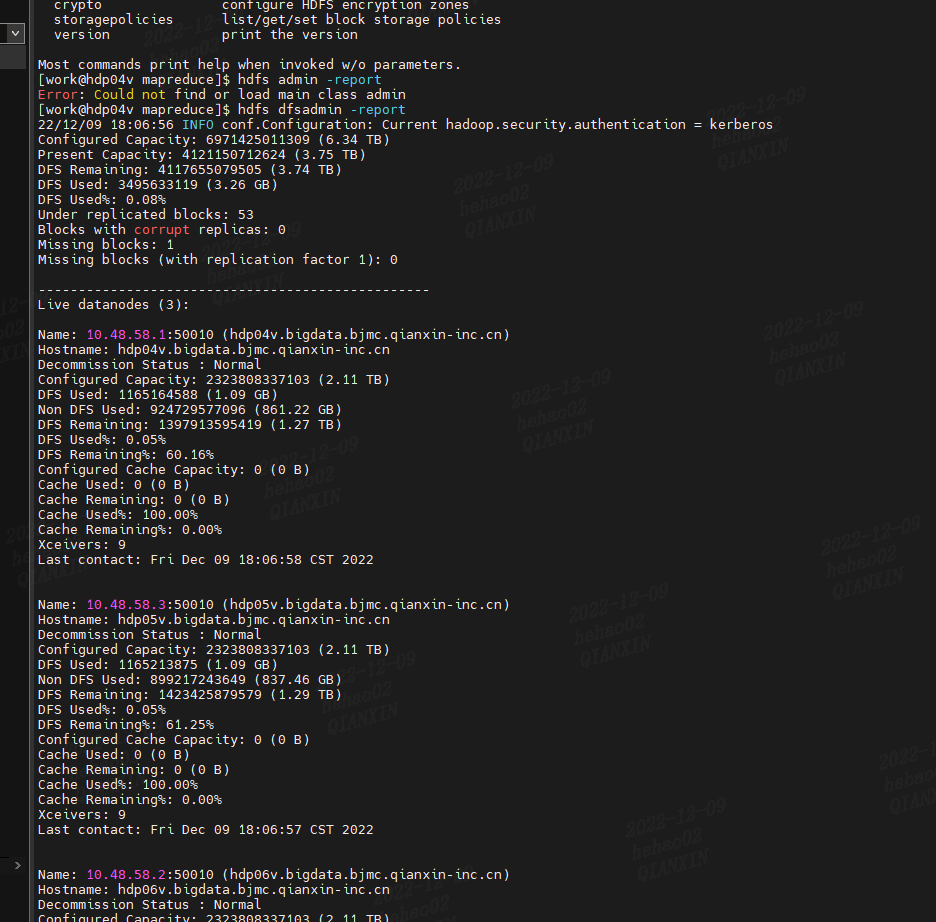 crypto               configure HDFS encryption zones
storagepolicies      list/get/set block storage policies
version              print the version
Most commands print help when invoked w/o parameters.
[work@hdp04v mapreduce]$ hdfs admin -report
Error: Could not find or load main class admin
[work@hdp04v mapreduce]$ hdfs dfsadmin -report
22/12/09 18:06:56 INFO conf.Configuration: Current hadoop.security.authentication = kerberos
Configured Capacity: 6971425011309 (6.34 TB)
Present Capacity: 4121150712624 (3.75 TB)
DFS Remaining: 4117655079505 (3.74 TB)
DFS Used: 3495633119 (3.26 GB)
DFS Used%: 0.08%
Under replicated blocks: 53
Blocks with corrupt replicas: 0
Missing blocks: 1
Missing blocks (with replication factor 1): 0
-------------------------------------------------
Live datanodes (3):
Name: 10.48.58.1:50010 (hdp04v.bigdata.bjmc.qianxin-inc.cn)
Hostname: hdp04v.bigdata.bjmc.qianxin-inc.cn
Decommission Status : Normal
Configured Capacity: 2323808337103 (2.11 TB)
DFS Used: 1165164588 (1.09 GB)
Non DFS Used: 924729577096 (861.22 GB)
DFS Remaining: 1397913595419 (1.27 TB)
DFS Used%: 0.05%
DFS Remaining%: 60.16%
Configured Cache Capacity: 0 (0 B)
Cache Used: 0 (0 B)
Cache Remaining: 0 (0 B)
Cache Used%: 100.00%
Cache Remaining%: 0.00%
Xceivers: 9
Last contact: Fri Dec 09 18:06:58 CST 2022
Name: 10.48.58.3:50010 (hdp05v.bigdata.bjmc.qianxin-inc.cn)
Hostname: hdp05v.bigdata.bjmc.qianxin-inc.cn
Decommission Status : Normal
Configured Capacity: 2323808337103 (2.11 TB)
DFS Used: 1165213875 (1.09 GB)
Non DFS Used: 899217243649 (837.46 GB)
DFS Remaining: 1423425879579 (1.29 TB)
DFS Used%: 0.05%
DFS Remaining%: 61.25%
Configured Cache Capacity: 0 (0 B)
Cache Used: 0 (0 B)
Cache Remaining: 0 (0 B)
Cache Used%: 100.00%
Cache Remaining%: 0.00%
Xceivers: 9
Last contact: Fri Dec 09 18:06:57 CST 2022
Name: 10.48.58.2:50010 (hdp06v.bigdata.bjmc.qianxin-inc.cn)
Hostname: hdp06v.bigdata.bjmc.qianxin-inc.cn
Decommission Status : Normal
Configured Capacity: 2323808337103 (2.11 TB)
2022-12-09
hehao02
QIANXIN